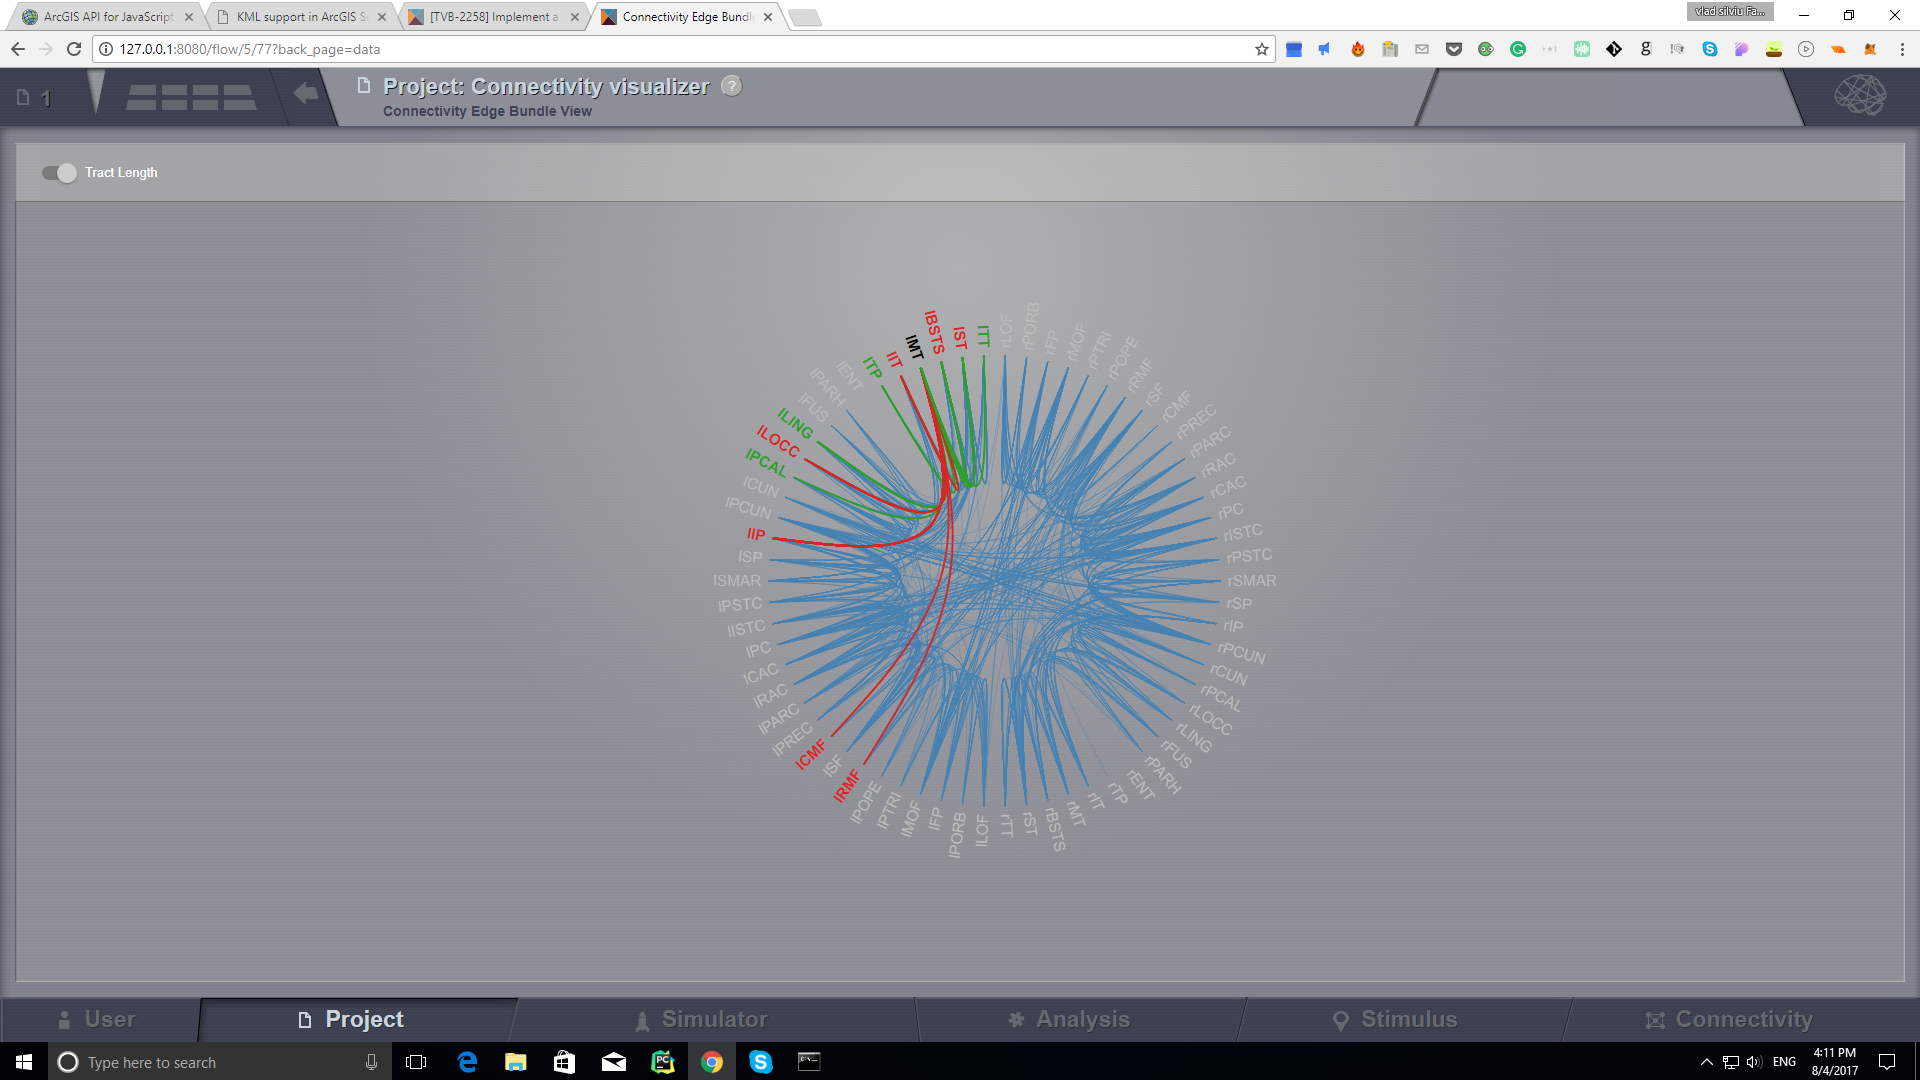 ArcGIS API for JavaScript
KML support in ArcGIS S
[TVB-2258] Implement a
Connectivity Edge Bundl
vlad silviu Fa...
127.0.0.1:8080/flow/5/77?back_page=data
1
Project: Connectivity visualizer ?
Connectivity Edge Bundle View
Tract Length
lENT
lPARH
lFUS
lLING
lLOCC
lPCAL
lCUN
lPCUN
lIP
lSP
lSMAR
lPSTC
lISTC
lPC
lCAC
lRAC
lPARC
lPREC
lCMF
lSF
lRMF
lPOPE
lPTRI
lMOF
lFP
lPORB
lLOF
lTP
lIT
lMT
lBSTS
lST
lTT
rLOF
rPORB
rFP
rMOF
rPTRI
rPOPE
rRMF
rSF
rCMF
rPREC
rPARC
rRAC
rCAC
rPC
rISTC
rPSTC
rSMAR
rSP
rIP
rPCUN
rCUN
rPCAL
rLOCC
rLING
rFUS
rPARH
rENT
rTP
rIT
rMT
rBSTS
rST
rTT
User
Project
Simulator
Analysis
Stimulus
Connectivity
Type here to search
ENG
4:11 PM
8/4/2017